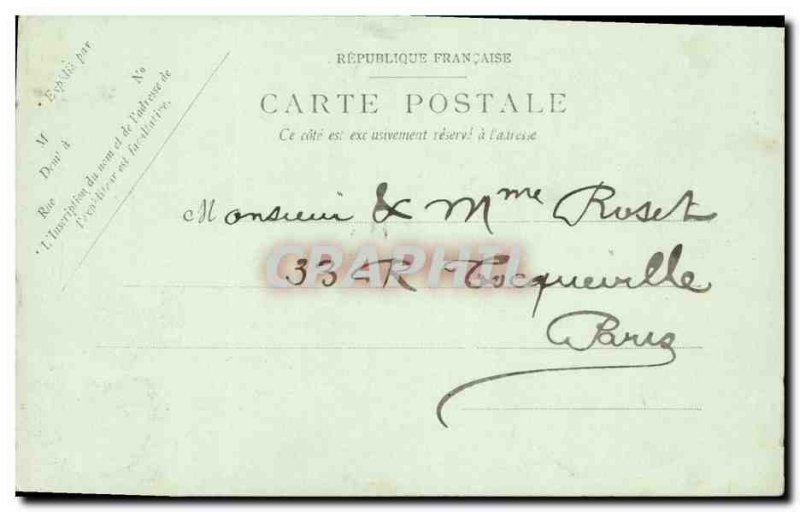 RÉPUBLIQUE FRANÇAISE
CARTE POSTALE
Ce côté est exclusivement réservé à l'adresse
* Expédié par
M
Demt à
Rue No
* L'Inscription du nom et de l'adresse de
l'expéditeur est facultative.
Monsieur & Mme Roset
33 R Tocqueville
Paris
CRAPHIL